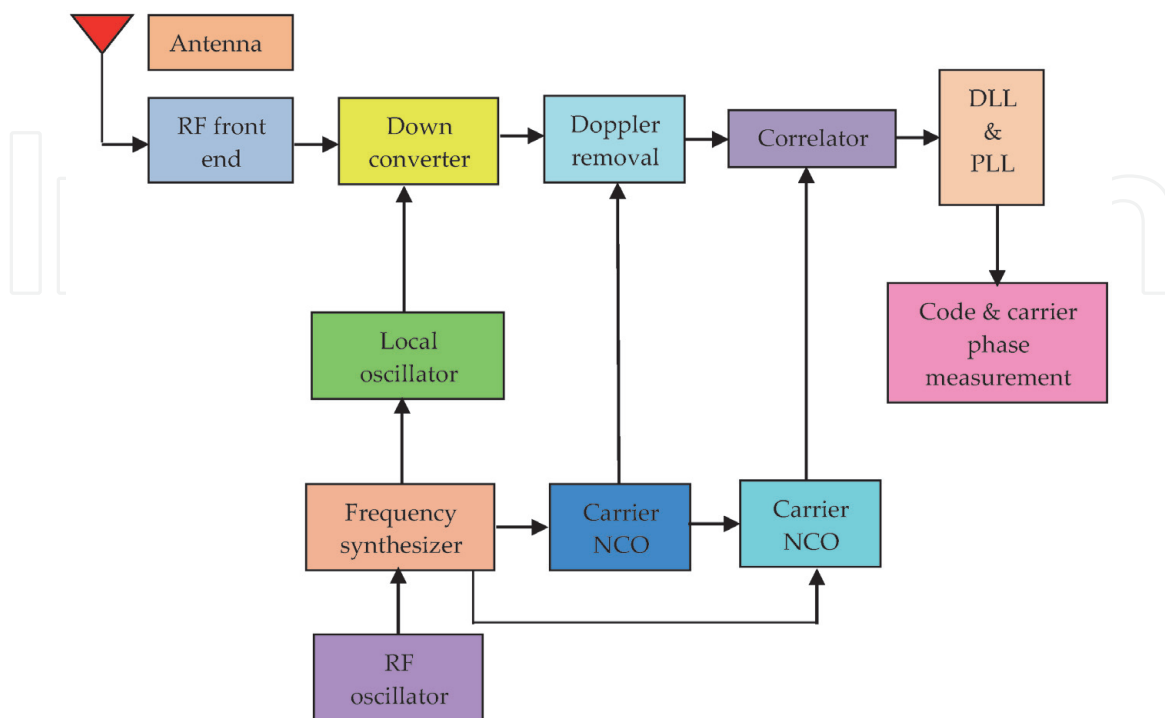 Antenna
RF front
end
Down
converter
Doppler
removal
Correlator
DLL
&
PLL
Local
oscillator
Code & carrier
phase
measurement
Frequency
synthesizer
Carrier
NCO
Carrier
NCO
RF
oscillator